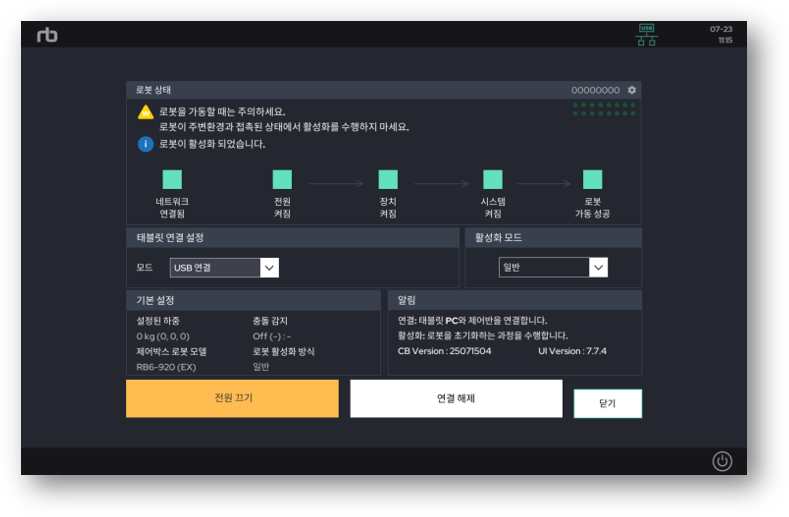 rb
USB
07-23
11:15
로봇 상태
00000000
로봇을 가동할 때는 주의하세요.
로봇이 주변환경과 접촉된 상태에서 활성화를 수행하지 마세요.
로봇이 활성화 되었습니다.
네트워크
연결됨
전원
켜짐
장치
켜짐
시스템
켜짐
로봇
가동 성공
태블릿 연결 설정
모드
USB 연결
활성화 모드
일반
기본 설정
설정된 하중
충돌 감지
0 kg (0, 0, 0)
Off (-) : -
제어박스 로봇 모델
로봇 활성화 방식
RB6-920 (EX)
일반
알림
연결: 태블릿 PC와 제어반을 연결합니다.
활성화: 로봇을 초기화하는 과정을 수행합니다.
CB Version : 25071504
UI Version : 7.7.4
전원 끄기
연결 해제
닫기